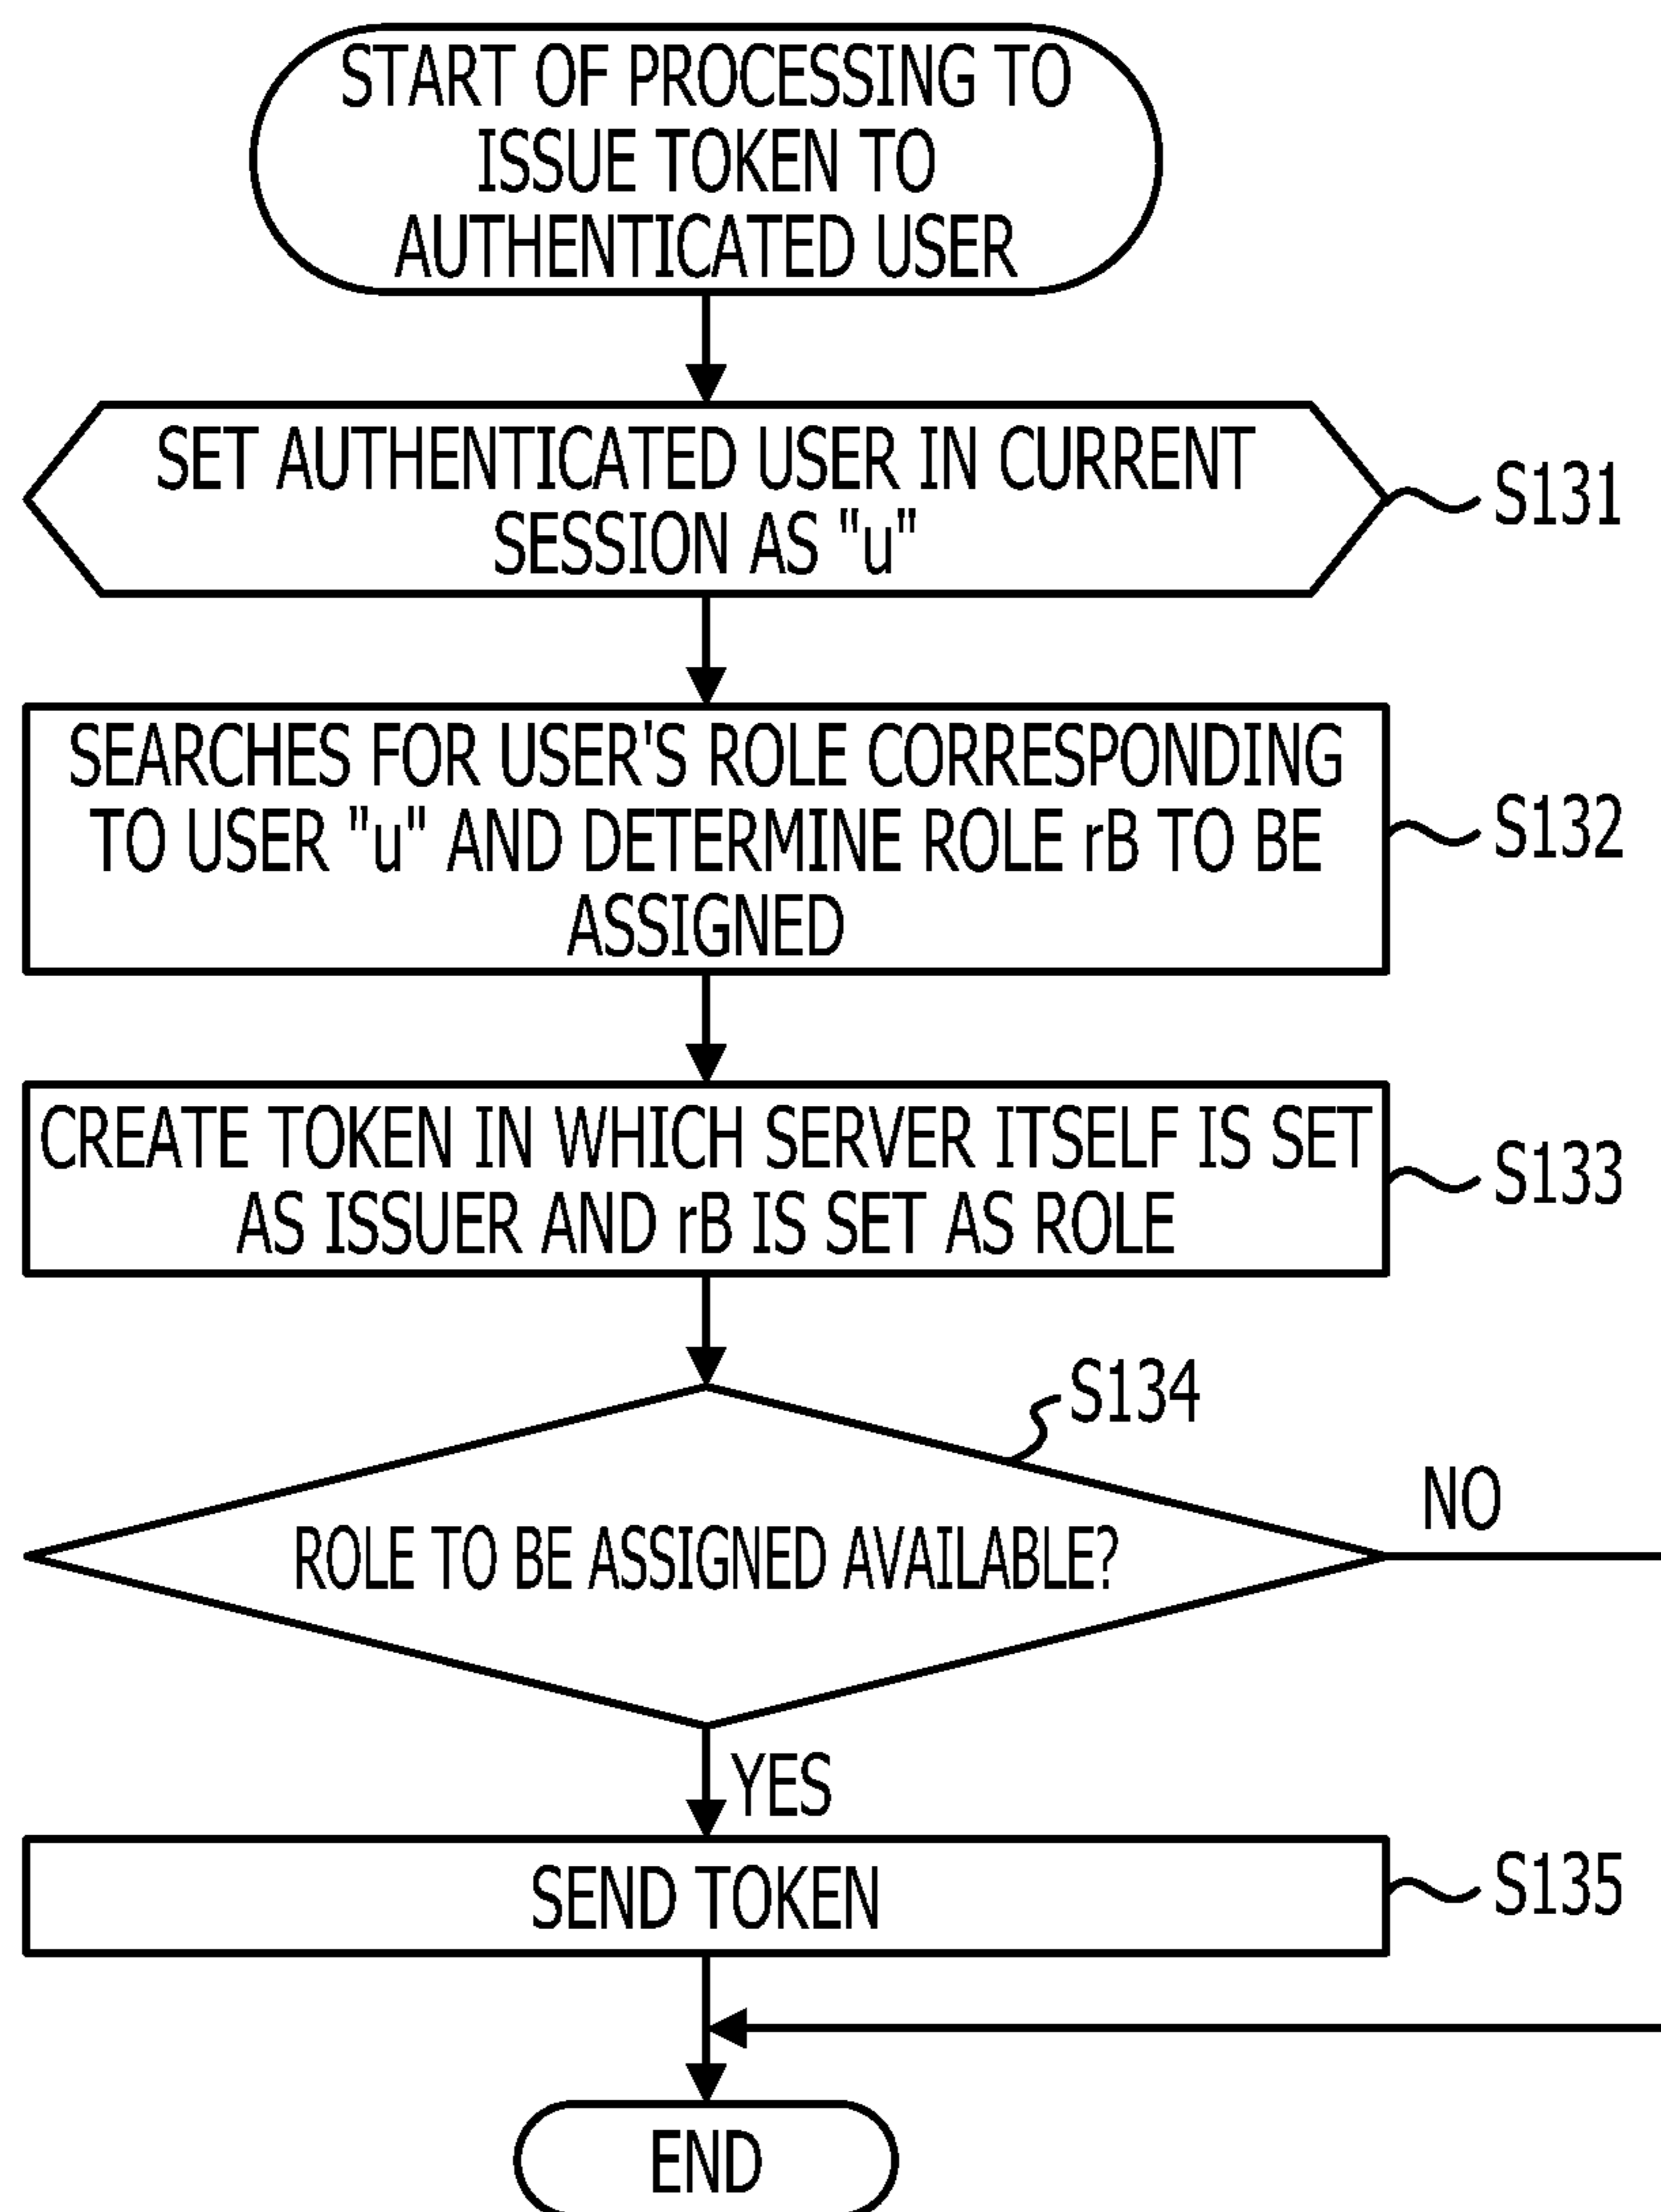 START OF PROCESSING TO
ISSUE TOKEN TO
AUTHENTICATED USER
SET AUTHENTICATED USER IN CURRENT
SESSION AS "u"
S131
SEARCHES FOR USER'S ROLE CORRESPONDING
TO USER "u" AND DETERMINE ROLE rB TO BE
ASSIGNED
S132
CREATE TOKEN IN WHICH SERVER ITSELF IS SET
AS ISSUER AND rB IS SET AS ROLE
S133
S134
ROLE TO BE ASSIGNED AVAILABLE?
NO
YES
SEND TOKEN
S135
END